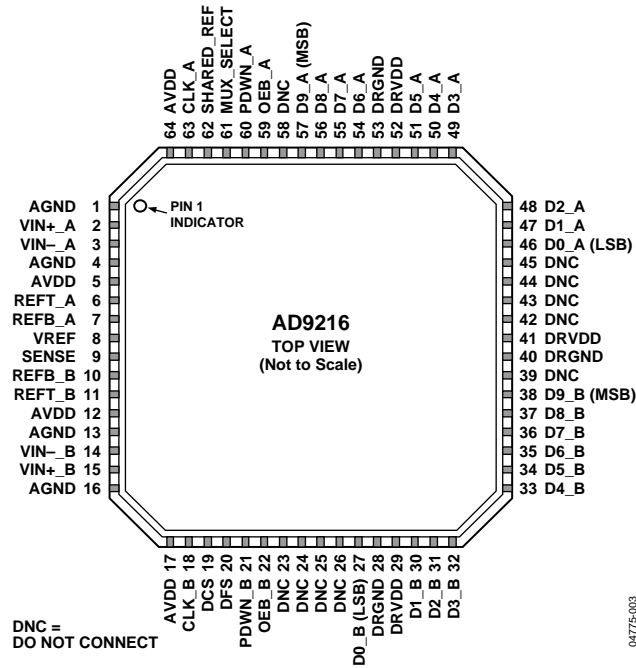 64 AVDD
63 CLK_A
62 SHARED_REF
61 MUX_SELECT
60 PDWN_A
59 OEB_A
58 DNC
57 D9_A (MSB)
56 D8_A
55 D7_A
54 D6_A
53 DRGND
52 DRVDD
51 D5_A
50 D4_A
49 D3_A
AGND 1
VIN+_A 2
VIN–_A 3
AGND 4
AVDD 5
REFT_A 6
REFB_A 7
VREF 8
SENSE 9
REFB_B 10
REFT_B 11
AVDD 12
AGND 13
VIN–_B 14
VIN+_B 15
AGND 16
PIN 1
INDICATOR
AD9216
TOP VIEW
(Not to Scale)
48 D2_A
47 D1_A
46 D0_A (LSB)
45 DNC
44 DNC
43 DNC
42 DNC
41 DRVDD
40 DRGND
39 DNC
38 D9_B (MSB)
37 D8_B
36 D7_B
35 D6_B
34 D5_B
33 D4_B
AVDD 17
CLK_B 18
DCS 19
DFS 20
PDWN_B 21
OEB_B 22
DNC 23
DNC 24
DNC 25
DNC 26
D0_B (LSB) 27
DRGND 28
DRVDD 29
D1_B 30
D2_B 31
D3_B 32
DNC =
DO NOT CONNECT
04775-003